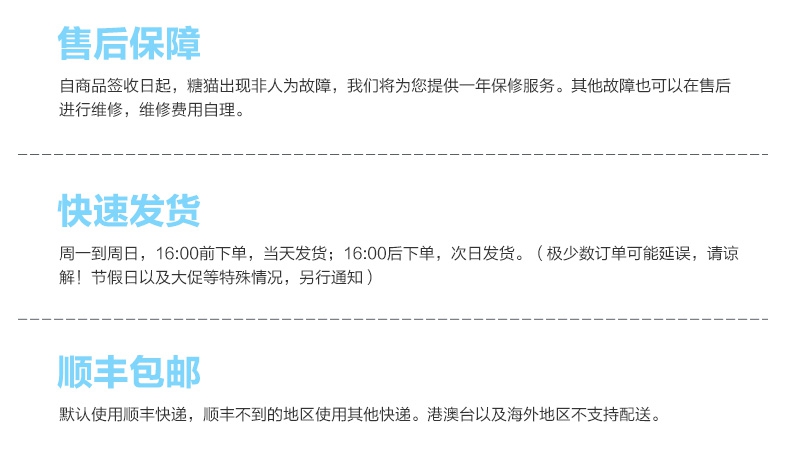 售后保障
自商品签收日起，糖猫出现非人为故障，我们将为您提供一年保修服务。其他故障也可以在售后
进行维修，维修费用自理。
快速发货
周一到周日，16:00前下单，当天发货；16:00后下单，次日发货。（极少数订单可能延误，请谅
解！节假日以及大促等特殊情况，另行通知）
顺丰包邮
默认使用顺丰快递，顺丰不到的地区使用其他快递。港澳台以及海外地区不支持配送。